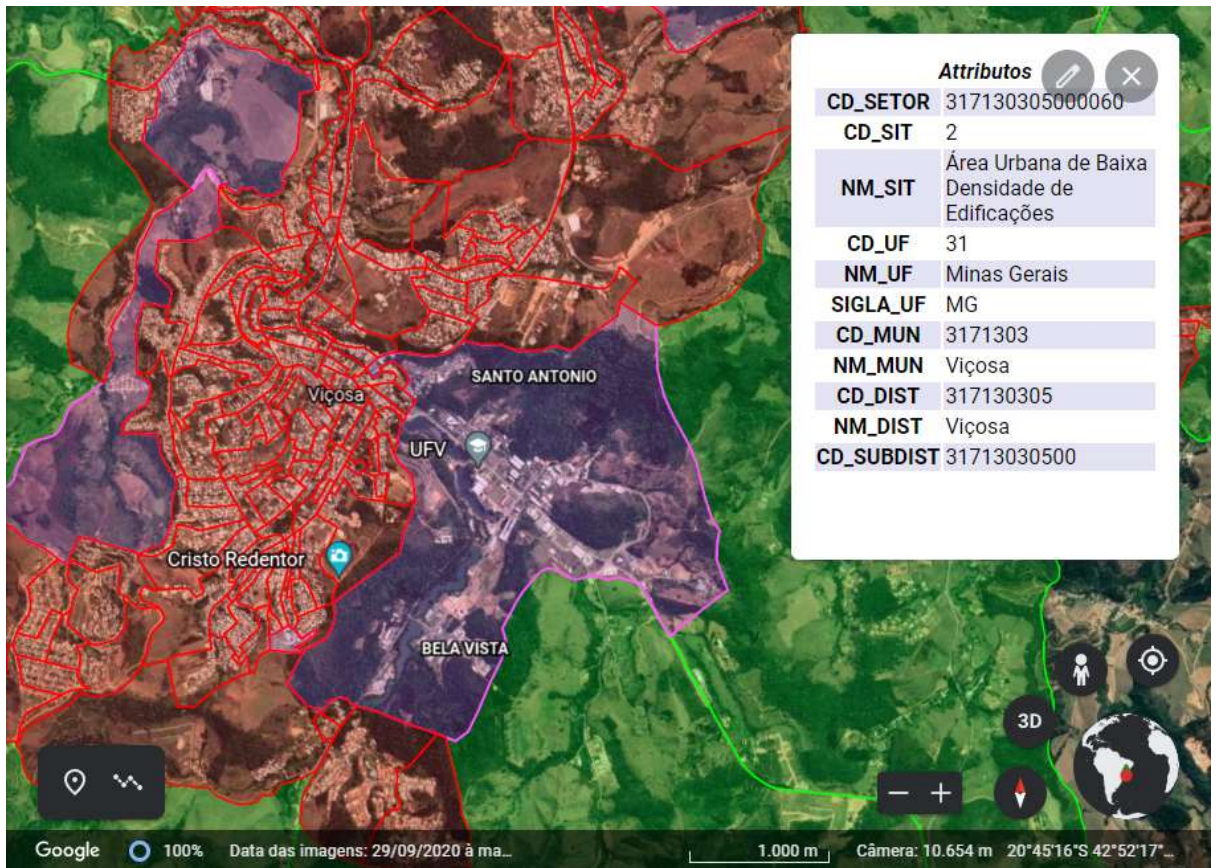 Attributos
CD_SETOR 317130305000060
CD_SIT 2
NM_SIT Área Urbana de Baixa
Densidade de
Edificações
CD_UF 31
NM_UF Minas Gerais
SIGLA_UF MG
CD_MUN 3171303
NM_MUN Viçosa
CD_DIST 317130305
NM_DIST Viçosa
CD_SUBDIST 31713030500
SANTO ANTONIO
Viçosa
UFV
Cristo Redentor
BELA VISTA
3D
Google 100% Data das imagens: 29/09/2020 à ma... 1.000 m Câmera: 10.654 m 20°45'16"S 42°52'17"...